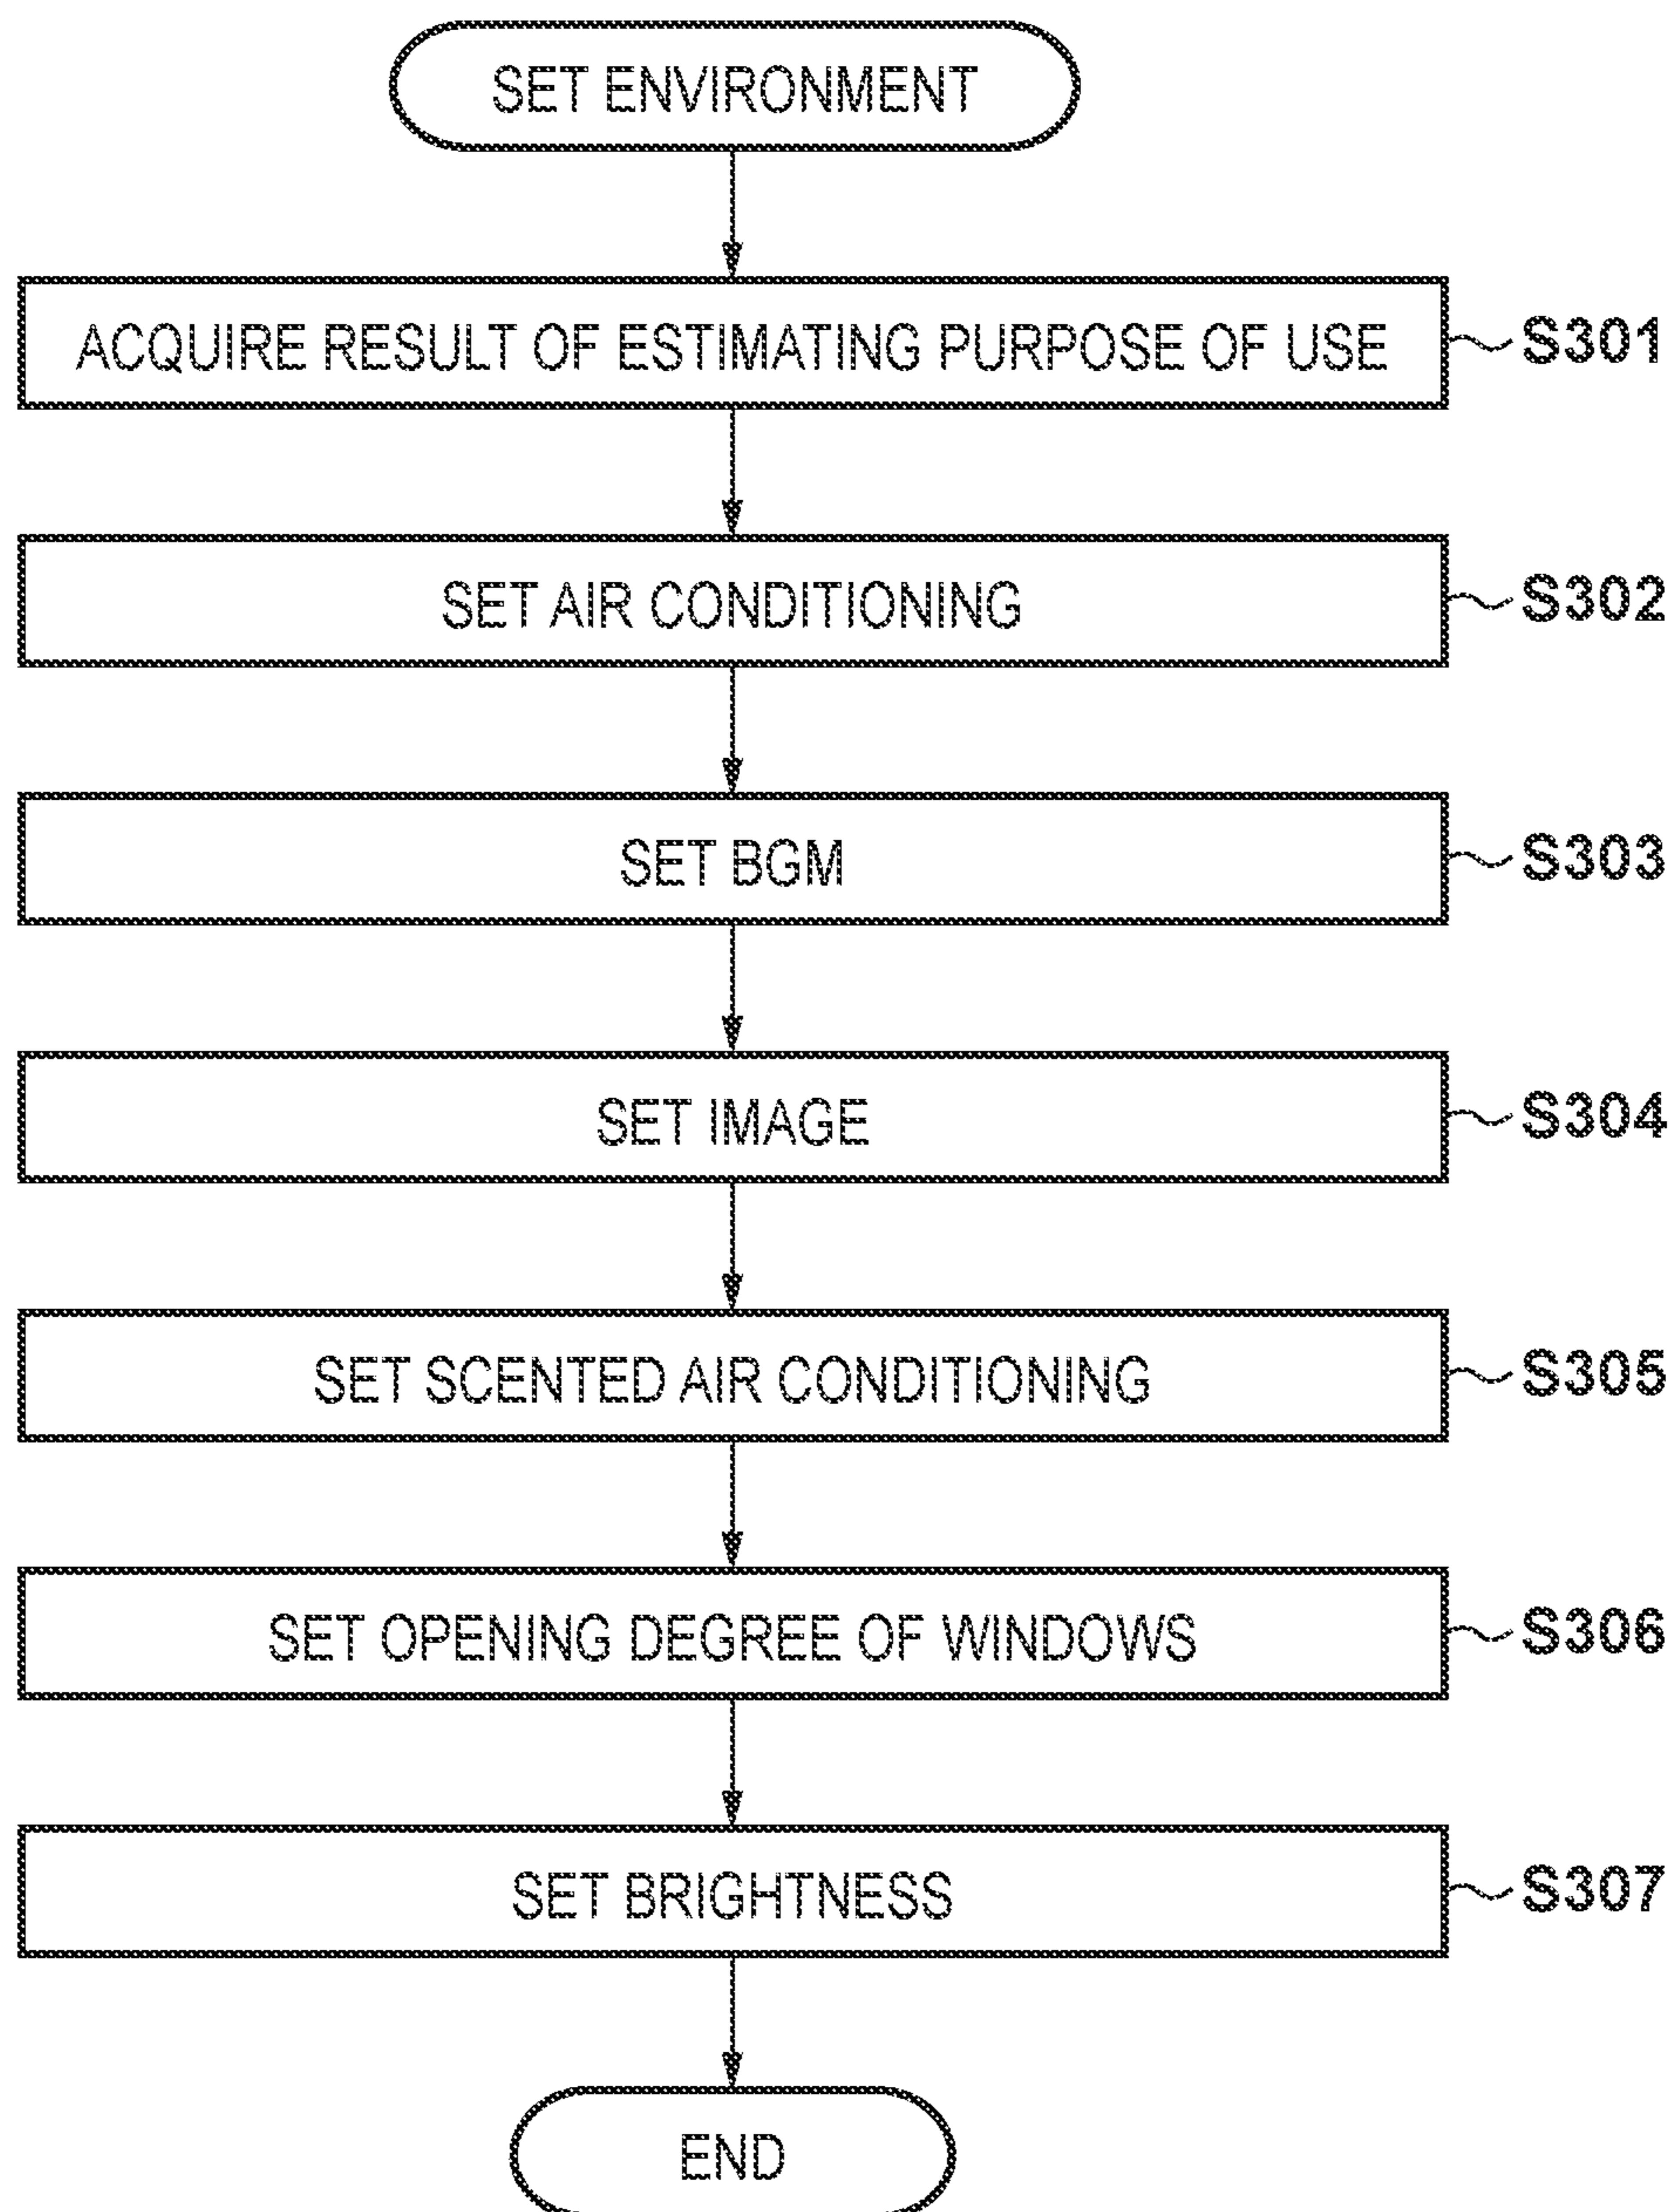 SET ENVIRONMENT
ACQUIRE RESULT OF ESTIMATING PURPOSE OF USE
S301
SET AIR CONDITIONING
S302
SET BGM
S303
SET IMAGE
S304
SET SCENTED AIR CONDITIONING
S305
SET OPENING DEGREE OF WINDOWS
S306
SET BRIGHTNESS
S307
END